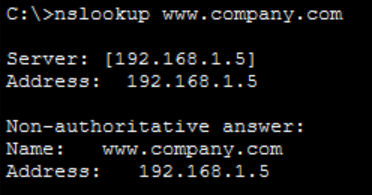 C:\>nslookup www.company.com
Server: [192.168.1.5]
Address: 192.168.1.5
Non-authoritative answer:
Name: www.company.com
Address: 192.168.1.5